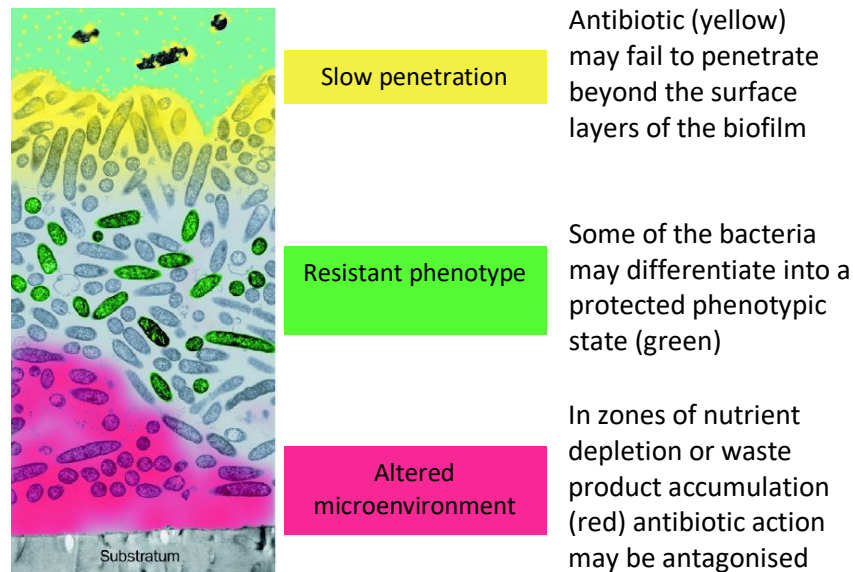 Slow penetration
Antibiotic (yellow)
may fail to penetrate
beyond the surface
layers of the biofilm
Resistant phenotype
Some of the bacteria
may differentiate into a
protected phenotypic
state (green)
Altered
microenvironment
In zones of nutrient
depletion or waste
product accumulation
(red) antibiotic action
may be antagonised
Substratum